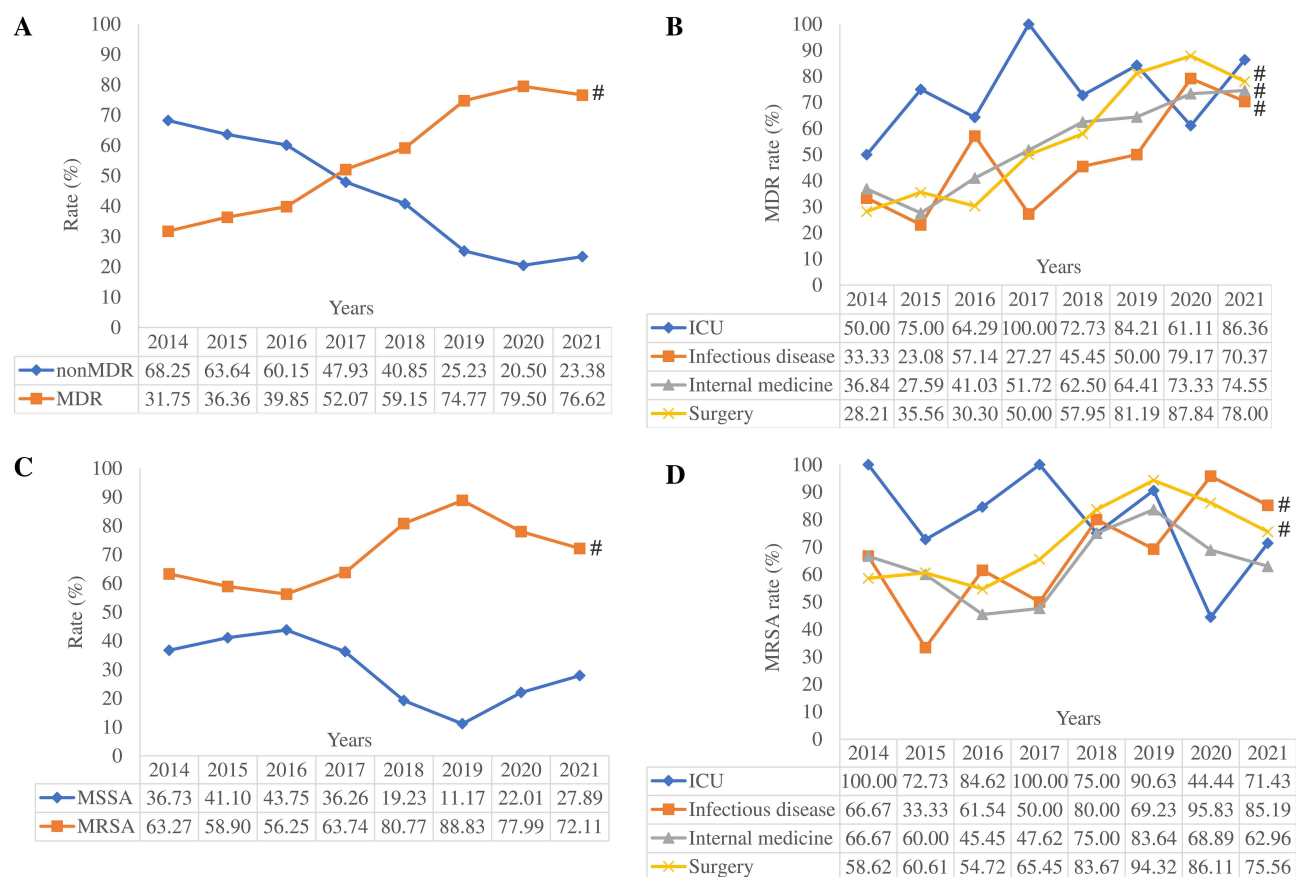 A
100
90
80
70
60
50
40
30
20
10
0
Rate (%)
#
Years
2014 2015 2016 2017 2018 2019 2020 2021
nonMDR 68.25 63.64 60.15 47.93 40.85 25.23 20.50 23.38
MDR 31.75 36.36 39.85 52.07 59.15 74.77 79.50 76.62
B
100
90
80
70
60
50
40
30
20
10
0
MDR rate (%)
#
#
#
Years
2014 2015 2016 2017 2018 2019 2020 2021
ICU 50.00 75.00 64.29 100.00 72.73 84.21 61.11 86.36
Infectious disease 33.33 23.08 57.14 27.27 45.45 50.00 79.17 70.37
Internal medicine 36.84 27.59 41.03 51.72 62.50 64.41 73.33 74.55
Surgery 28.21 35.56 30.30 50.00 57.95 81.19 87.84 78.00
C
100
90
80
70
60
50
40
30
20
10
0
Rate (%)
#
Years
2014 2015 2016 2017 2018 2019 2020 2021
MSSA 36.73 41.10 43.75 36.26 19.23 11.17 22.01 27.89
MRSA 63.27 58.90 56.25 63.74 80.77 88.83 77.99 72.11
D
100
90
80
70
60
50
40
30
20
10
0
MRSA rate (%)
#
#
Years
2014 2015 2016 2017 2018 2019 2020 2021
ICU 100.00 72.73 84.62 100.00 75.00 90.63 44.44 71.43
Infectious disease 66.67 33.33 61.54 50.00 80.00 69.23 95.83 85.19
Internal medicine 66.67 60.00 45.45 47.62 75.00 83.64 68.89 62.96
Surgery 58.62 60.61 54.72 65.45 83.67 94.32 86.11 75.56